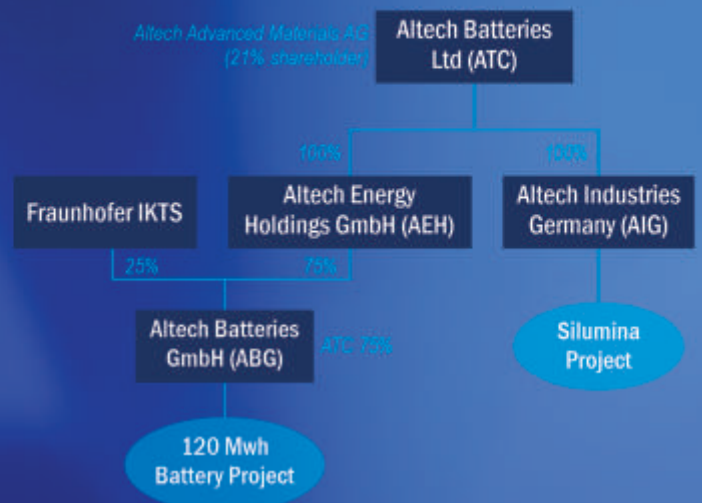 Altech Advanced Materials AG
(21% shareholder)
Altech Batteries
Ltd (ATC)
100%
100%
Fraunhofer IKTS
Altech Energy
Holdings GmbH (AEH)
Altech Industries
Germany (AIG)
25%
75%
Altech Batteries
GmbH (ABG)
ATC 75%
Silumina
Project
120 Mwh
Battery Project